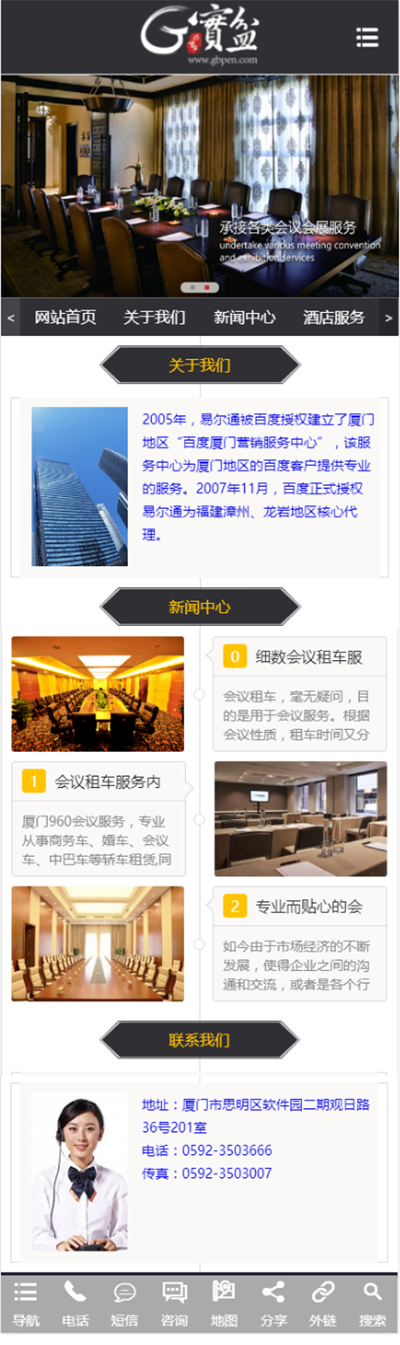 G寶盆
www.gbpen.com
承接各类会议会展服务
undertake various meeting convention
and exhibition services
< 网站首页 关于我们 新闻中心 酒店服务 >
关于我们
2005年，易尔通被百度授权建立了厦门
地区“百度厦门营销服务中心”，该服
务中心为厦门地区的百度客户提供专业
的服务。2007年11月，百度正式授权
易尔通为福建漳州、龙岩地区核心代
理。
新闻中心
0 细数会议租车服
会议租车，毫无疑问，目
的是用于会议服务。根据
会议性质，租车时间又分
1 会议租车服务内
厦门960会议服务，专业
从事商务车、婚车、会议
车、中巴车等轿车租赁,同
2 专业而贴心的会
如今由于市场经济的不断
发展，使得企业之间的沟
通和交流，或者是各个行
联系我们
地址：厦门市思明区软件园二期观日路
36号201室
电话：0592-3503666
传真：0592-3503007
导航 电话 短信 咨询 地图 分享 外链 搜索